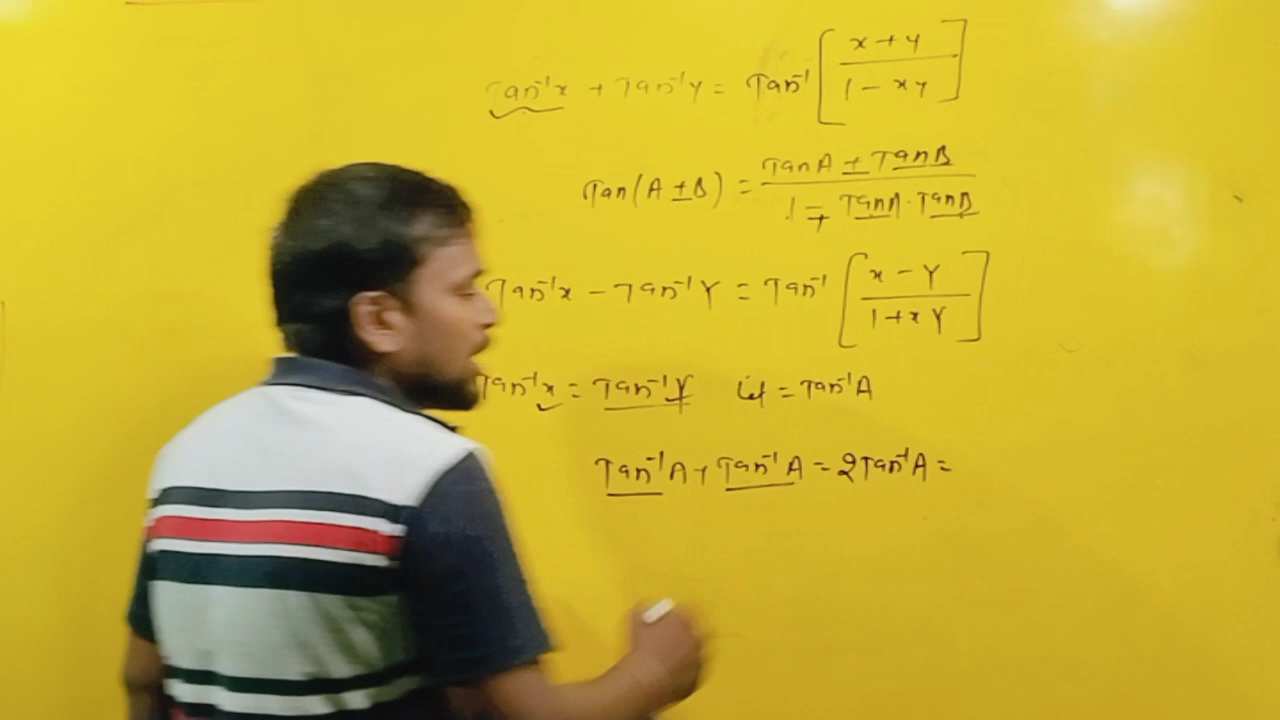 Tan⁻¹x + Tan⁻¹y = Tan⁻¹[(x+y)/(1-xy)]
Tan(A±B) = (TanA ± TanB)/(1 ∓ TanA·TanB)
Tan⁻¹x - Tan⁻¹Y = Tan⁻¹[(x-Y)/(1+xY)]
Tan⁻¹x = Tan⁻¹Y Let = Tan⁻¹A
Tan⁻¹A + Tan⁻¹A = 2Tan⁻¹A =